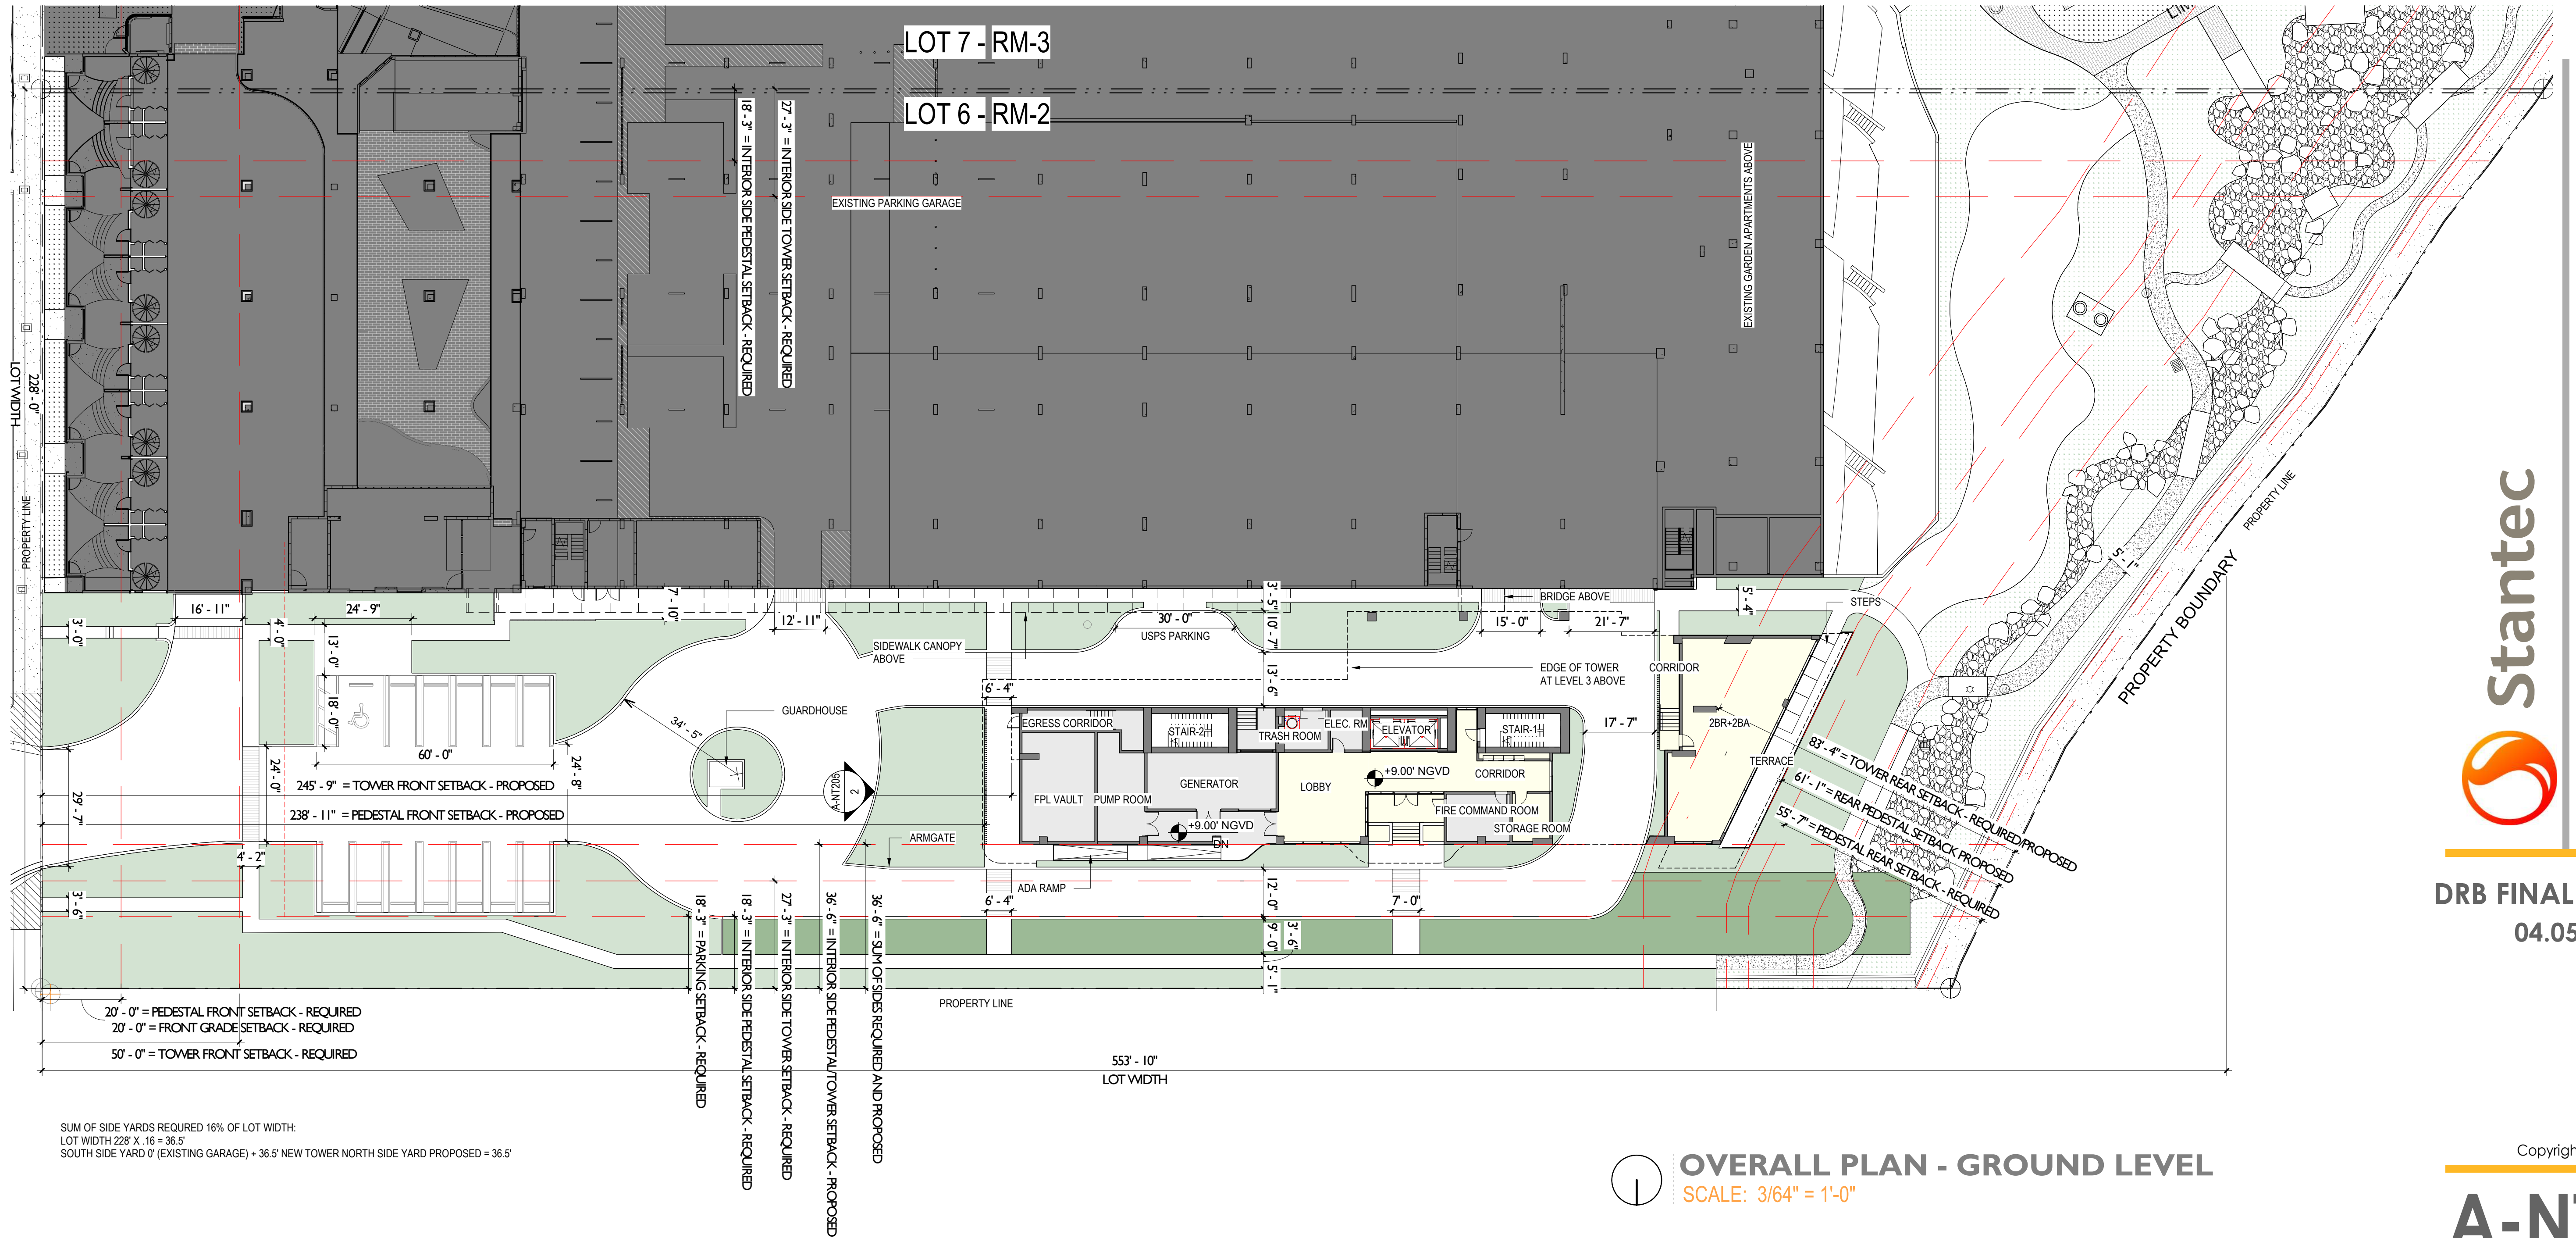 LOT 7 - RM-3
LOT 6 - RM-2
LINE
18' - 3" = INTERIOR SIDE PEDESTAL SETBACK - REQUIRED
27' - 3" = INTERIOR SIDE TOWER SETBACK - REQUIRED
EXISTING PARKING GARAGE
EXISTING GARDEN APARTMENTS ABOVE
228' - 0"
LOT WIDTH
PROPERTY LINE
PROPERTY LINE
PROPERTY BOUNDARY
5' - 1"
16' - 11"
24' - 9"
3' - 0"
4' - 0"
13' - 0"
18' - 0"
7' - 10"
12' - 11"
30' - 0"
USPS PARKING
3' - 5"
10' - 7"
13' - 6"
BRIDGE ABOVE
15' - 0"
21' - 7"
5' - 4"
STEPS
SIDEWALK CANOPY
ABOVE
EDGE OF TOWER
AT LEVEL 3 ABOVE
CORRIDOR
6' - 4"
GUARDHOUSE
34' - 5"
EGRESS CORRIDOR
STAIR-2
TRASH ROOM
ELEC. RM
ELEVATOR
STAIR-1
17' - 7"
2BR+2BA
TERRACE
60' - 0"
24' - 0"
24' - 8"
29' - 7"
245' - 9" = TOWER FRONT SETBACK - PROPOSED
238' - 11" = PEDESTAL FRONT SETBACK - PROPOSED
A-NT205
2
FPL VAULT
PUMP ROOM
GENERATOR
LOBBY
+9.00' NGVD
CORRIDOR
FIRE COMMAND ROOM
STORAGE ROOM
+9.00' NGVD
DN
ARMGATE
ADA RAMP
83' - 4" = TOWER REAR SETBACK - REQUIRED/PROPOSED
61' - 1" = REAR PEDESTAL SETBACK PROPOSED
55' - 7" = PEDESTAL REAR SETBACK - REQUIRED
4' - 2"
3' - 6"
6' - 4"
12' - 0"
7' - 0"
9' - 0"
3' - 6"
5' - 1"
18' - 3" = PARKING SETBACK - REQUIRED
18' - 3" = INTERIOR SIDE PEDESTAL SETBACK - REQUIRED
27' - 3" = INTERIOR SIDE TOWER SETBACK - REQUIRED
36' - 6" = INTERIOR SIDE PEDESTAL/TOWER SETBACK - PROPOSED
36' - 6" = SUM OF SIDES REQUIRED AND PROPOSED
PROPERTY LINE
20' - 0" = PEDESTAL FRONT SETBACK - REQUIRED
20' - 0" = FRONT GRADE SETBACK - REQUIRED
50' - 0" = TOWER FRONT SETBACK - REQUIRED
553' - 10"
LOT WIDTH
SUM OF SIDE YARDS REQURED 16% OF LOT WIDTH:
LOT WIDTH 228' X .16 = 36.5'
SOUTH SIDE YARD 0' (EXISTING GARAGE) + 36.5' NEW TOWER NORTH SIDE YARD PROPOSED = 36.5'
OVERALL PLAN - GROUND LEVEL
SCALE: 3/64" = 1'-0"
Stantec
DRB FINAL
04.05
Copyrigh
A-NT